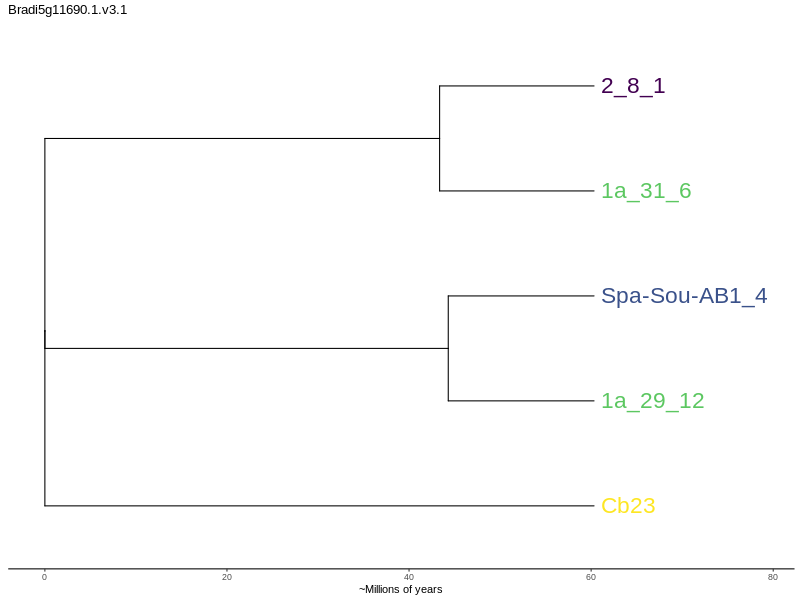 Bradi5g11690.1.v3.1
2_8_1
1a_31_6
Spa-Sou-AB1_4
1a_29_12
Cb23
0 20 40 60 80
~Millions of years